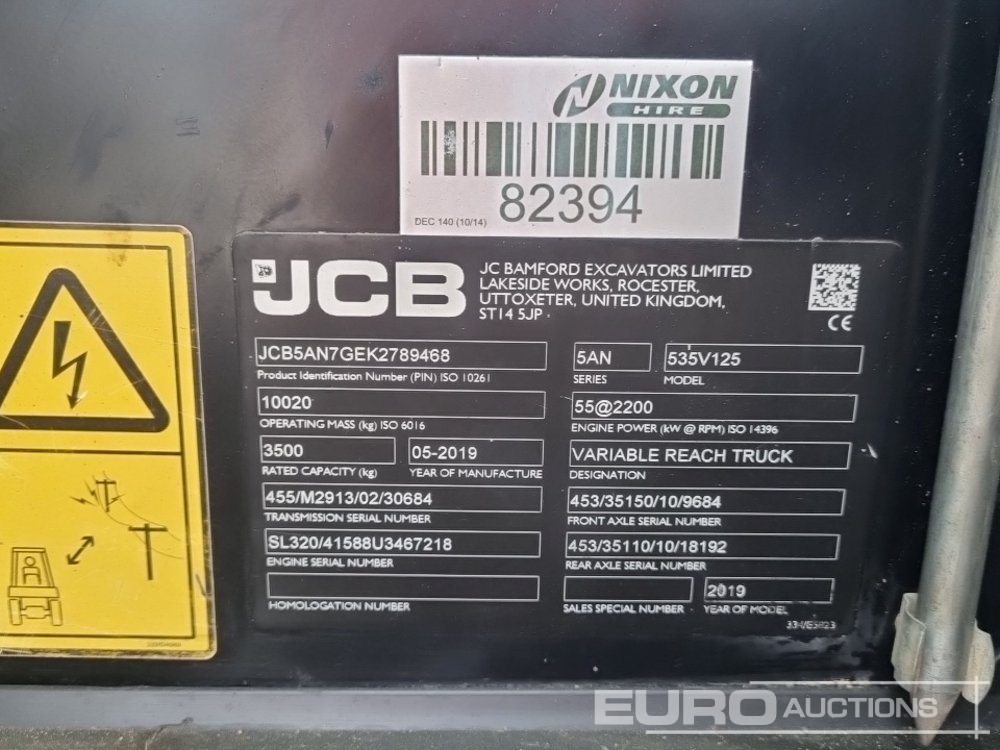 NIXON
HIRE
82394
DEC 140 (10/14)
JCB
JC BAMFORD EXCAVATORS LIMITED
LAKESIDE WORKS, ROCESTER,
UTTOXETER, UNITED KINGDOM,
ST14 5JP
CE
JCB5AN7GEK2789468
Product Identification Number (PIN) ISO 10261
5AN
SERIES
535V125
MODEL
10020
OPERATING MASS (kg) ISO 6016
55@2200
ENGINE POWER (kW @ RPM) ISO 14396
3500
RATED CAPACITY (kg)
05-2019
YEAR OF MANUFACTURE
VARIABLE REACH TRUCK
DESIGNATION
455/M2913/02/30684
TRANSMISSION SERIAL NUMBER
453/35150/10/9684
FRONT AXLE SERIAL NUMBER
SL320/41588U3467218
ENGINE SERIAL NUMBER
453/35110/10/18192
REAR AXLE SERIAL NUMBER
HOMOLOGATION NUMBER
SALES SPECIAL NUMBER
2019
YEAR OF MODEL
EURO AUCTIONS